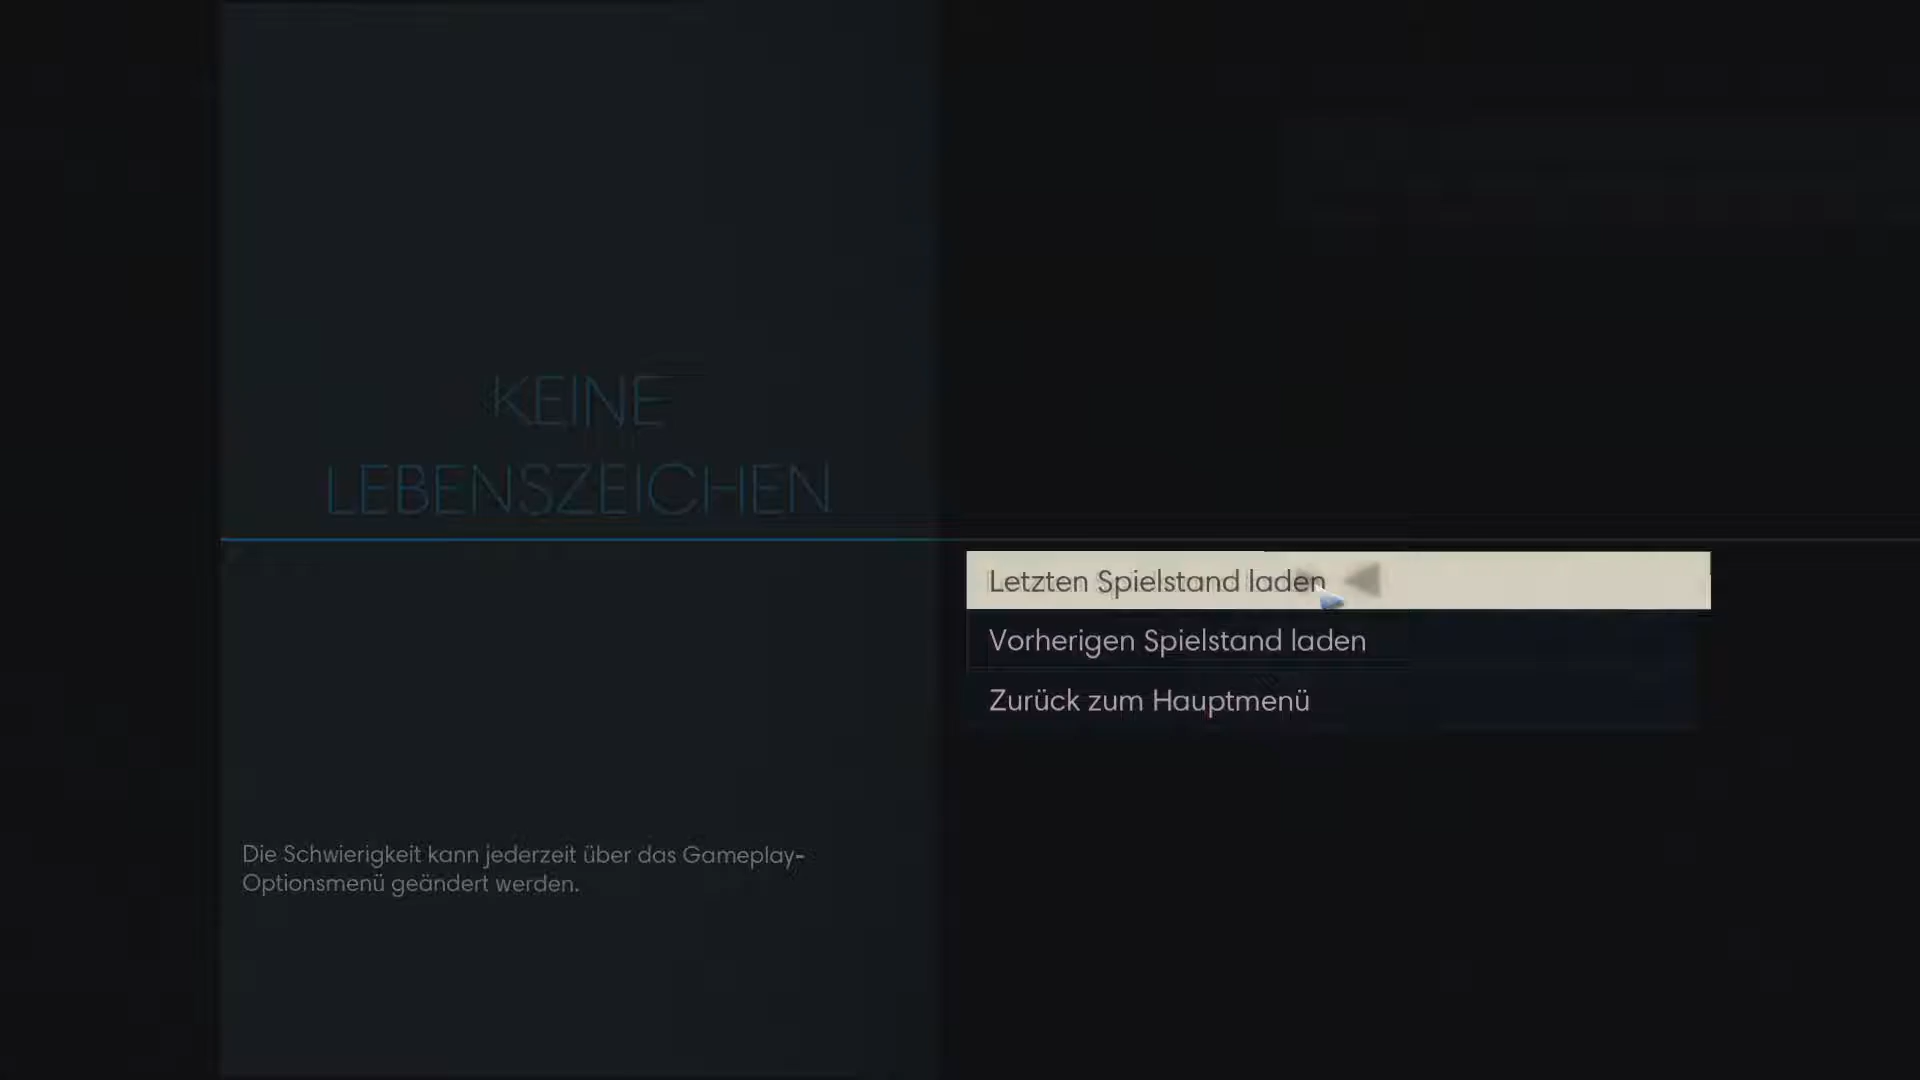 KEINE
LEBENSZEICHEN
Letzten Spielstand laden
Vorherigen Spielstand laden
Zurück zum Hauptmenü
Die Schwierigkeit kann jederzeit über das Gameplay-
Optionsmenü geändert werden.